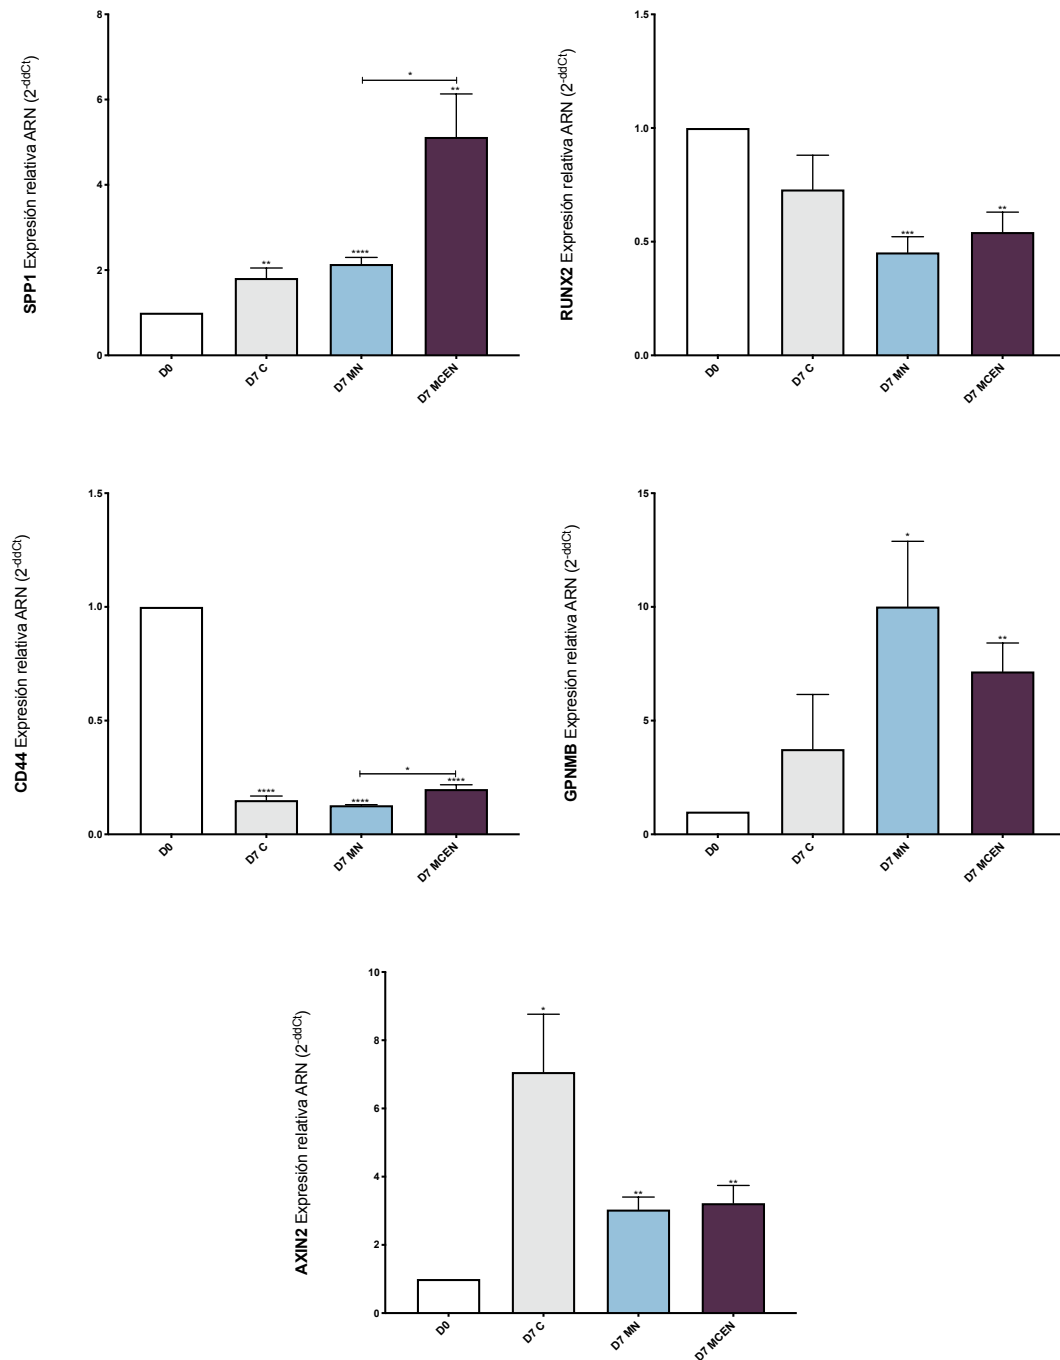 SPP1 Expresión relativa ARN (2-ddCt)
8
6
4
2
0
*
**
****
**
D0
D7 C
D7 MN
D7 MCEN
RUNX2 Expresión relativa ARN (2-ddCt)
1.5
1.0
0.5
0.0
***
**
D0
D7 C
D7 MN
D7 MCEN
CD44 Expresión relativa ARN (2-ddCt)
1.5
1.0
0.5
0.0
*
****
****
****
D0
D7 C
D7 MN
D7 MCEN
GPNMB Expresión relativa ARN (2-ddCt)
15
10
5
0
*
**
D0
D7 C
D7 MN
D7 MCEN
AXIN2 Expresión relativa ARN (2-ddCt)
10
8
6
4
2
0
*
**
**
D0
D7 C
D7 MN
D7 MCEN